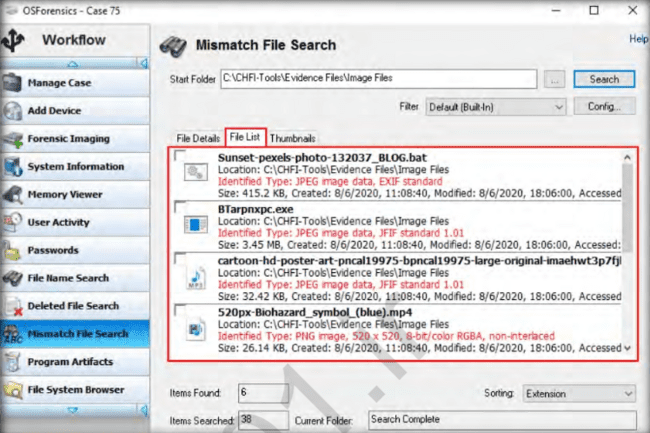 OSForensics - Case 75
Workflow
Manage Case
Add Device
Forensic Imaging
System Information
Memory Viewer
User Activity
Passwords
File Name Search
Deleted File Search
Mismatch File Search
Program Artifacts
File System Browser
Mismatch File Search
Help
Start Folder C:\CHFI-Tools\Evidence Files\Image Files ... Search
Filter Default (Built-In) Config...
File Details File List Thumbnails
Sunset-pexels-photo-132037_BLOG.bat
Location: C:\CHFI-Tools\Evidence Files\Image Files
Identified Type: JPEG image data, EXIF standard
Size: 415.2 KB, Created: 8/6/2020, 11:08:40, Modified: 8/6/2020, 18:06:00, Accessed
BTarpnxpc.exe
Location: C:\CHFI-Tools\Evidence Files\Image Files
Identified Type: JPEG image data, JFIF standard 1.01
Size: 3.45 MB, Created: 8/6/2020, 11:08:40, Modified: 8/6/2020, 18:06:00, Accessed:
cartoon-hd-poster-art-pncal19975-bpncal19975-large-original-imaehwt3p7fj
Location: C:\CHFI-Tools\Evidence Files\Image Files
Identified Type: JPEG image data, JFIF standard 1.01
Size: 32.42 KB, Created: 8/6/2020, 11:08:40, Modified: 8/6/2020, 18:06:00, Accessed
MP3
520px-Biohazard_symbol_(blue).mp4
Location: C:\CHFI-Tools\Evidence Files\Image Files
Identified Type: PNG image, 520 x 520, 8-bit/color RGBA, non-interlaced
Size: 26.14 KB, Created: 8/6/2020, 11:08:40, Modified: 8/6/2020, 18:06:00, Accessed
Items Found: 6 Sorting: Extension
Items Searched: 38 Current Folder: Search Complete